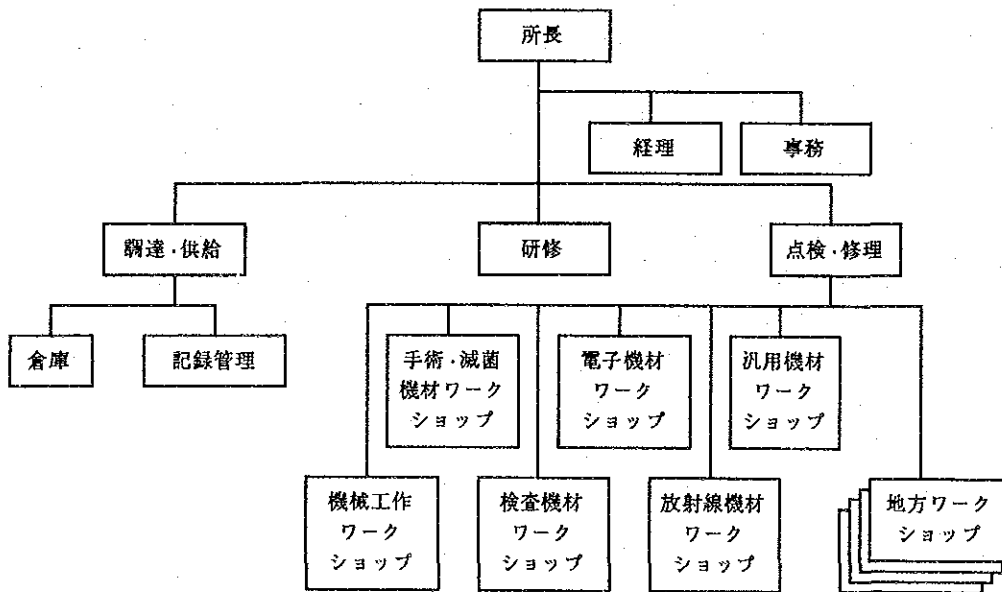 所長
経理
専務
調達・供給
研修
点検・修理
倉庫
記録管理
手術・滅菌
機材ワーク
ショップ
電子機材
ワーク
ショップ
汎用機材
ワーク
ショップ
機械工作
ワーク
ショップ
検査機材
ワーク
ショップ
放射線機材
ワーク
ショップ
地方ワーク
ショップ